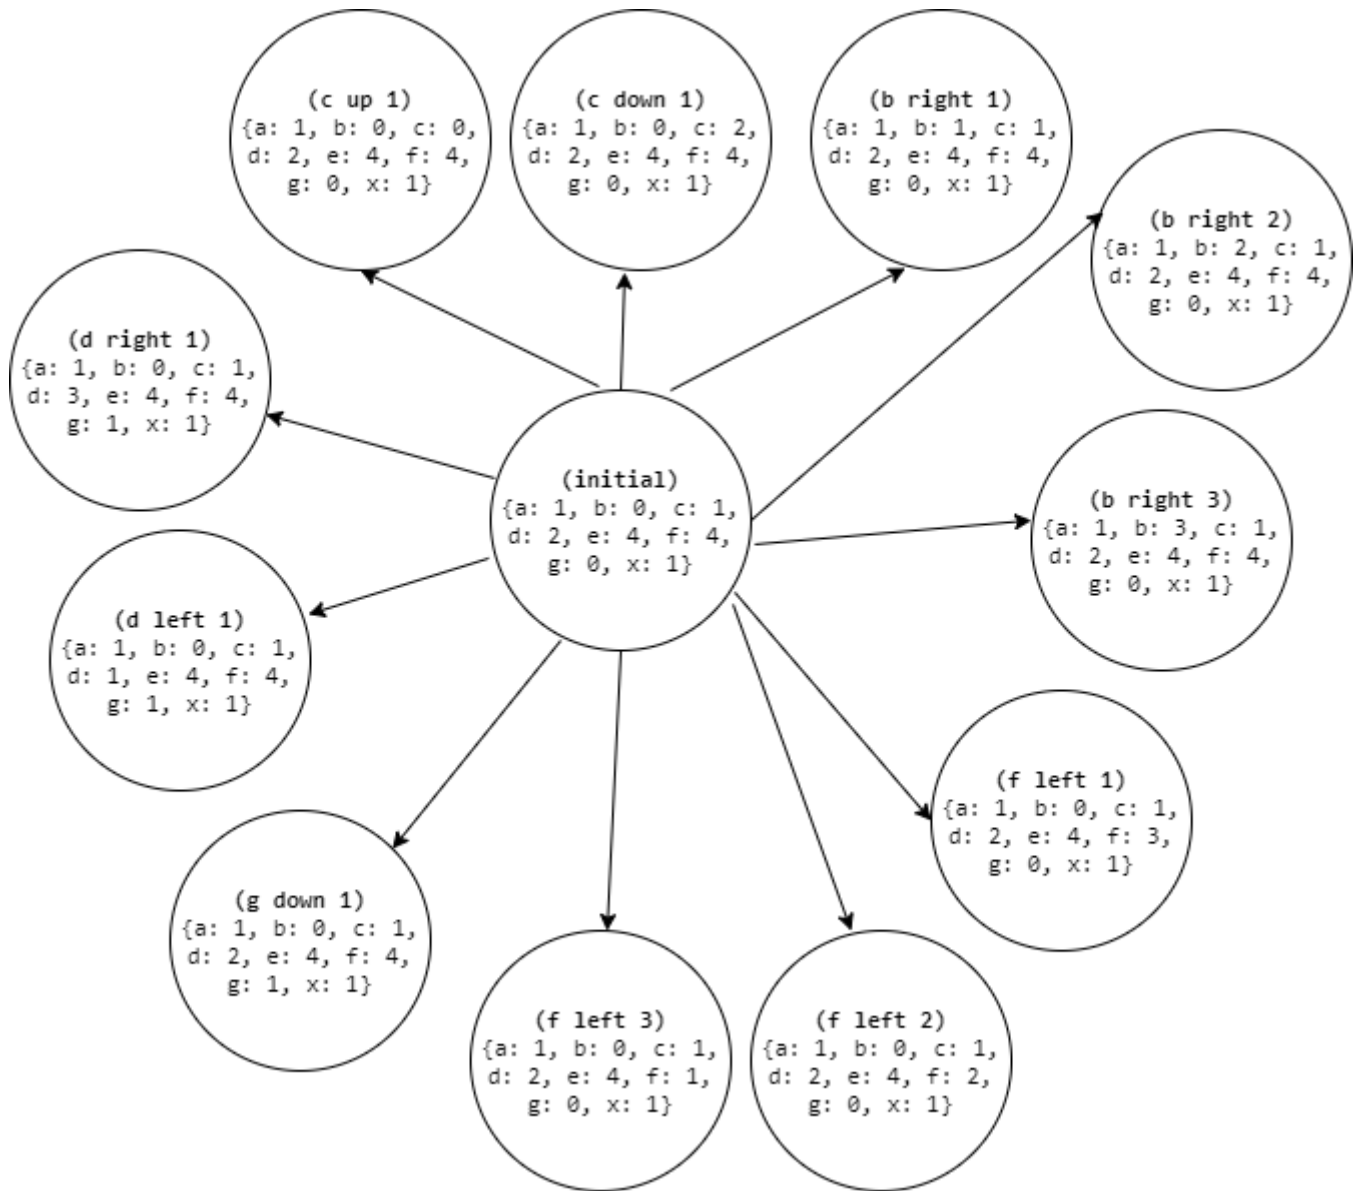 (c up 1)
{a: 1, b: 0, c: 0,
d: 2, e: 4, f: 4,
g: 0, x: 1}
(c down 1)
{a: 1, b: 0, c: 2,
d: 2, e: 4, f: 4,
g: 0, x: 1}
(b right 1)
{a: 1, b: 1, c: 1,
d: 2, e: 4, f: 4,
g: 0, x: 1}
(b right 2)
{a: 1, b: 2, c: 1,
d: 2, e: 4, f: 4,
g: 0, x: 1}
(d right 1)
{a: 1, b: 0, c: 1,
d: 3, e: 4, f: 4,
g: 1, x: 1}
(initial)
{a: 1, b: 0, c: 1,
d: 2, e: 4, f: 4,
g: 0, x: 1}
(b right 3)
{a: 1, b: 3, c: 1,
d: 2, e: 4, f: 4,
g: 0, x: 1}
(d left 1)
{a: 1, b: 0, c: 1,
d: 1, e: 4, f: 4,
g: 1, x: 1}
(f left 1)
{a: 1, b: 0, c: 1,
d: 2, e: 4, f: 3,
g: 0, x: 1}
(g down 1)
{a: 1, b: 0, c: 1,
d: 2, e: 4, f: 4,
g: 1, x: 1}
(f left 3)
{a: 1, b: 0, c: 1,
d: 2, e: 4, f: 1,
g: 0, x: 1}
(f left 2)
{a: 1, b: 0, c: 1,
d: 2, e: 4, f: 2,
g: 0, x: 1}